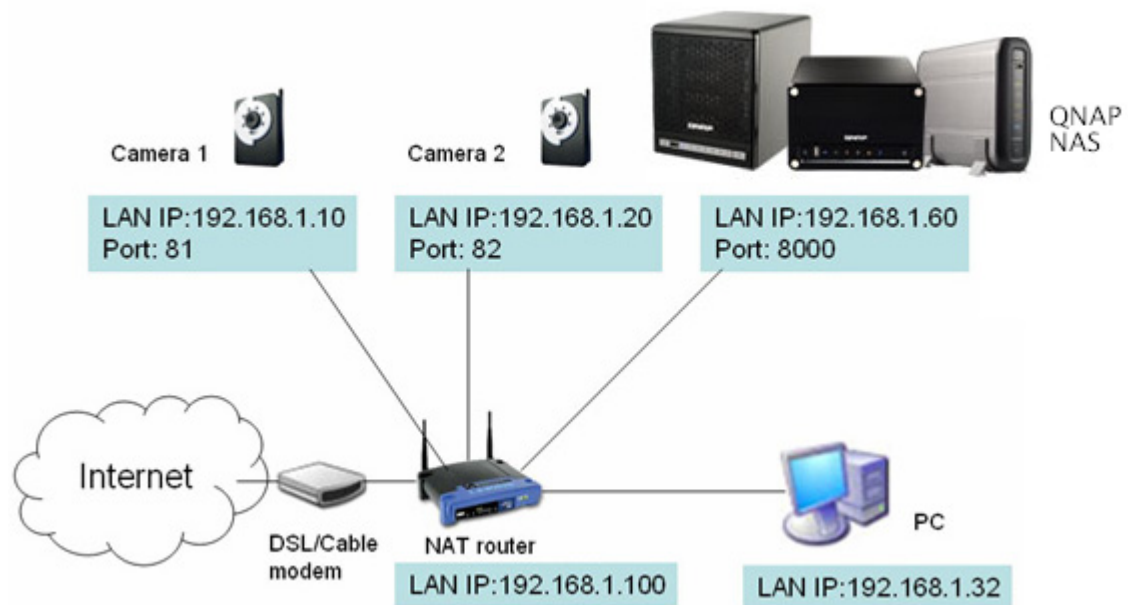 QNAP
NAS
Camera 1
Camera 2
LAN IP:192.168.1.10
Port: 81
LAN IP:192.168.1.20
Port: 82
LAN IP:192.168.1.60
Port: 8000
Internet
DSL/Cable
modem
NAT router
PC
LAN IP:192.168.1.100
LAN IP:192.168.1.32